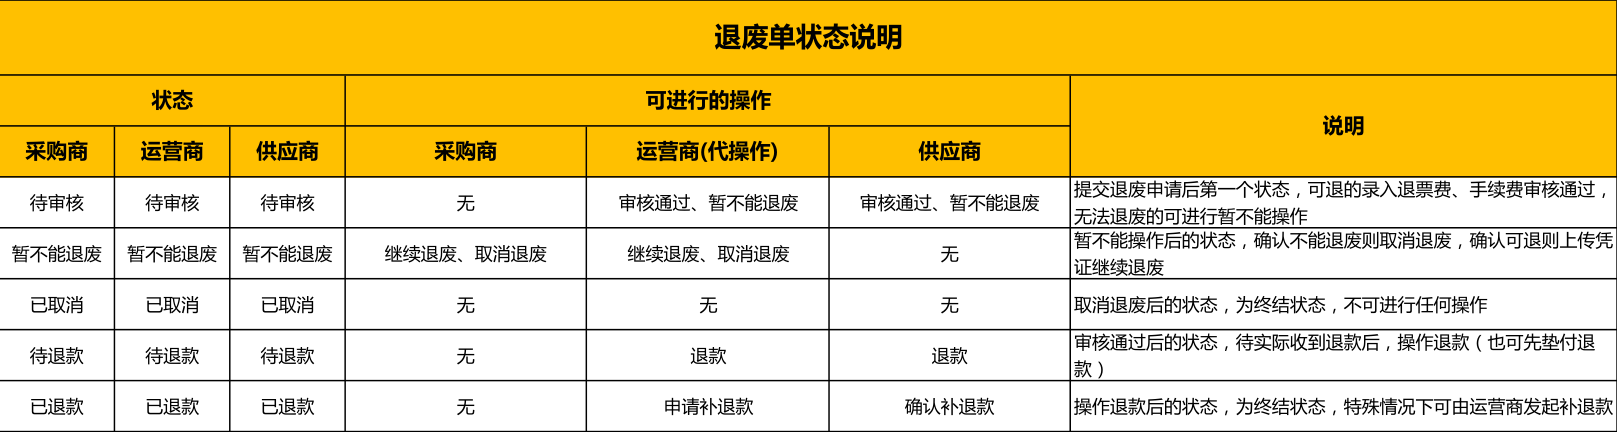 退废单状态说明
状态 可进行的操作 说明
采购商 运营商 供应商 采购商 运营商(代操作) 供应商
待审核 待审核 待审核 无 审核通过、暂不能退废 审核通过、暂不能退废 提交退废申请后第一个状态，可退的录入退票费、手续费审核通过，
无法退废的可进行暂不能操作
暂不能退废 暂不能退废 暂不能退废 继续退废、取消退废 继续退废、取消退废 无 暂不能操作后的状态，确认不能退废则取消退废，确认可退则上传凭
证继续退废
已取消 已取消 已取消 无 无 无 取消退废后的状态，为终结状态，不可进行任何操作
待退款 待退款 待退款 无 退款 退款 审核通过后的状态，待实际收到退款后，操作退款（也可先垫付退
款）
已退款 已退款 已退款 无 申请补退款 确认补退款 操作退款后的状态，为终结状态，特殊情况下可由运营商发起补退款